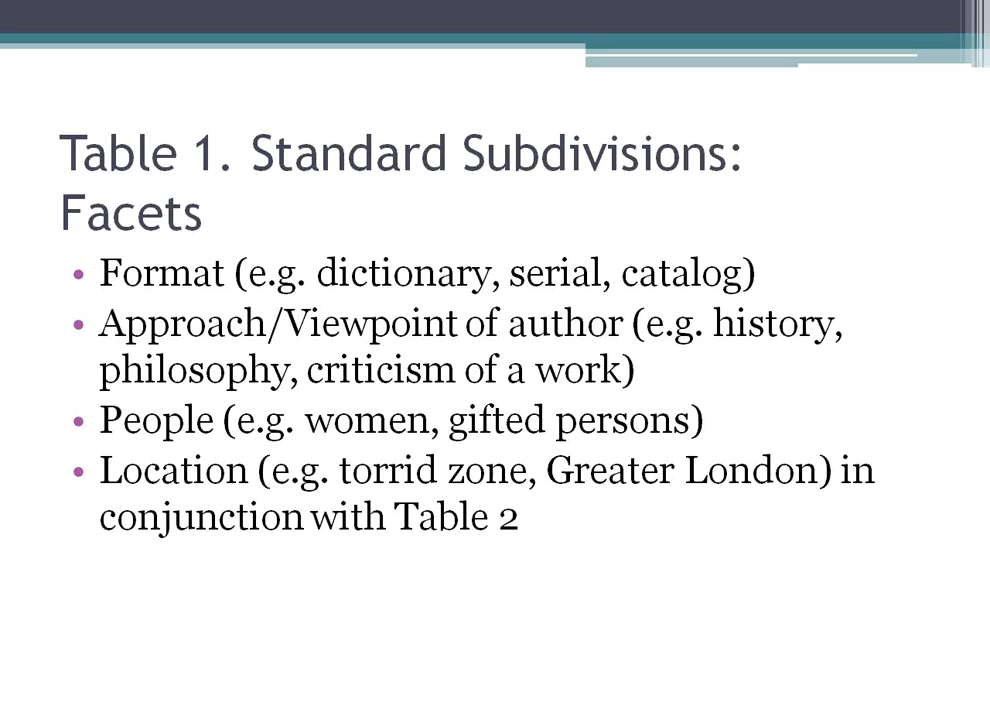 Table 1. Standard Subdivisions:
Facets
• Format (e.g. dictionary, serial, catalog)
• Approach/Viewpoint of author (e.g. history,
philosophy, criticism of a work)
• People (e.g. women, gifted persons)
• Location (e.g. torrid zone, Greater London) in
conjunction with Table 2